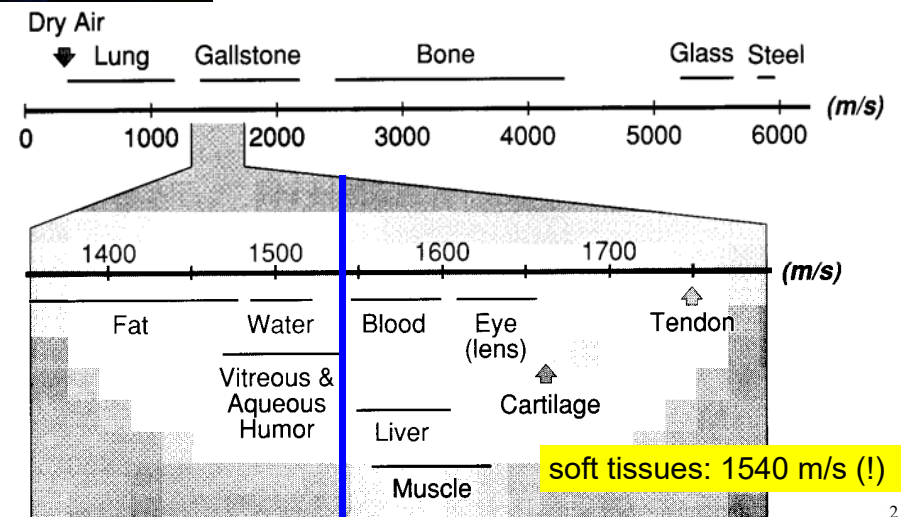 Dry Air
Lung Gallstone Bone Glass Steel
(m/s)
0 1000 2000 3000 4000 5000 6000
1400 1500 1600 1700
(m/s)
Fat Water Blood Eye (lens) Tendon
Vitreous &
Aqueous
Humor
Cartilage
Liver
Muscle
soft tissues: 1540 m/s (!)
2